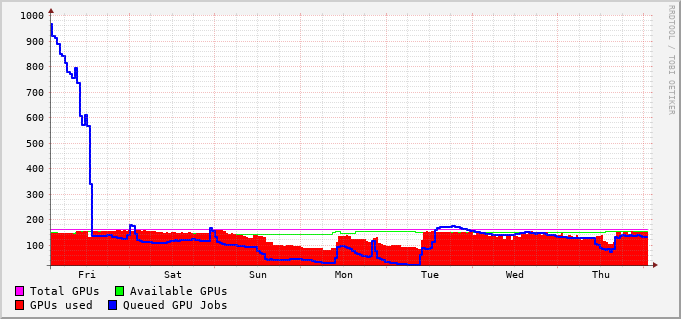 1000
900
800
700
600
500
400
300
200
100
Fri Sat Sun Mon Tue Wed Thu
Total GPUs Available GPUs
GPUs used Queued GPU Jobs
RRDTOOL / TOBI OETIKER